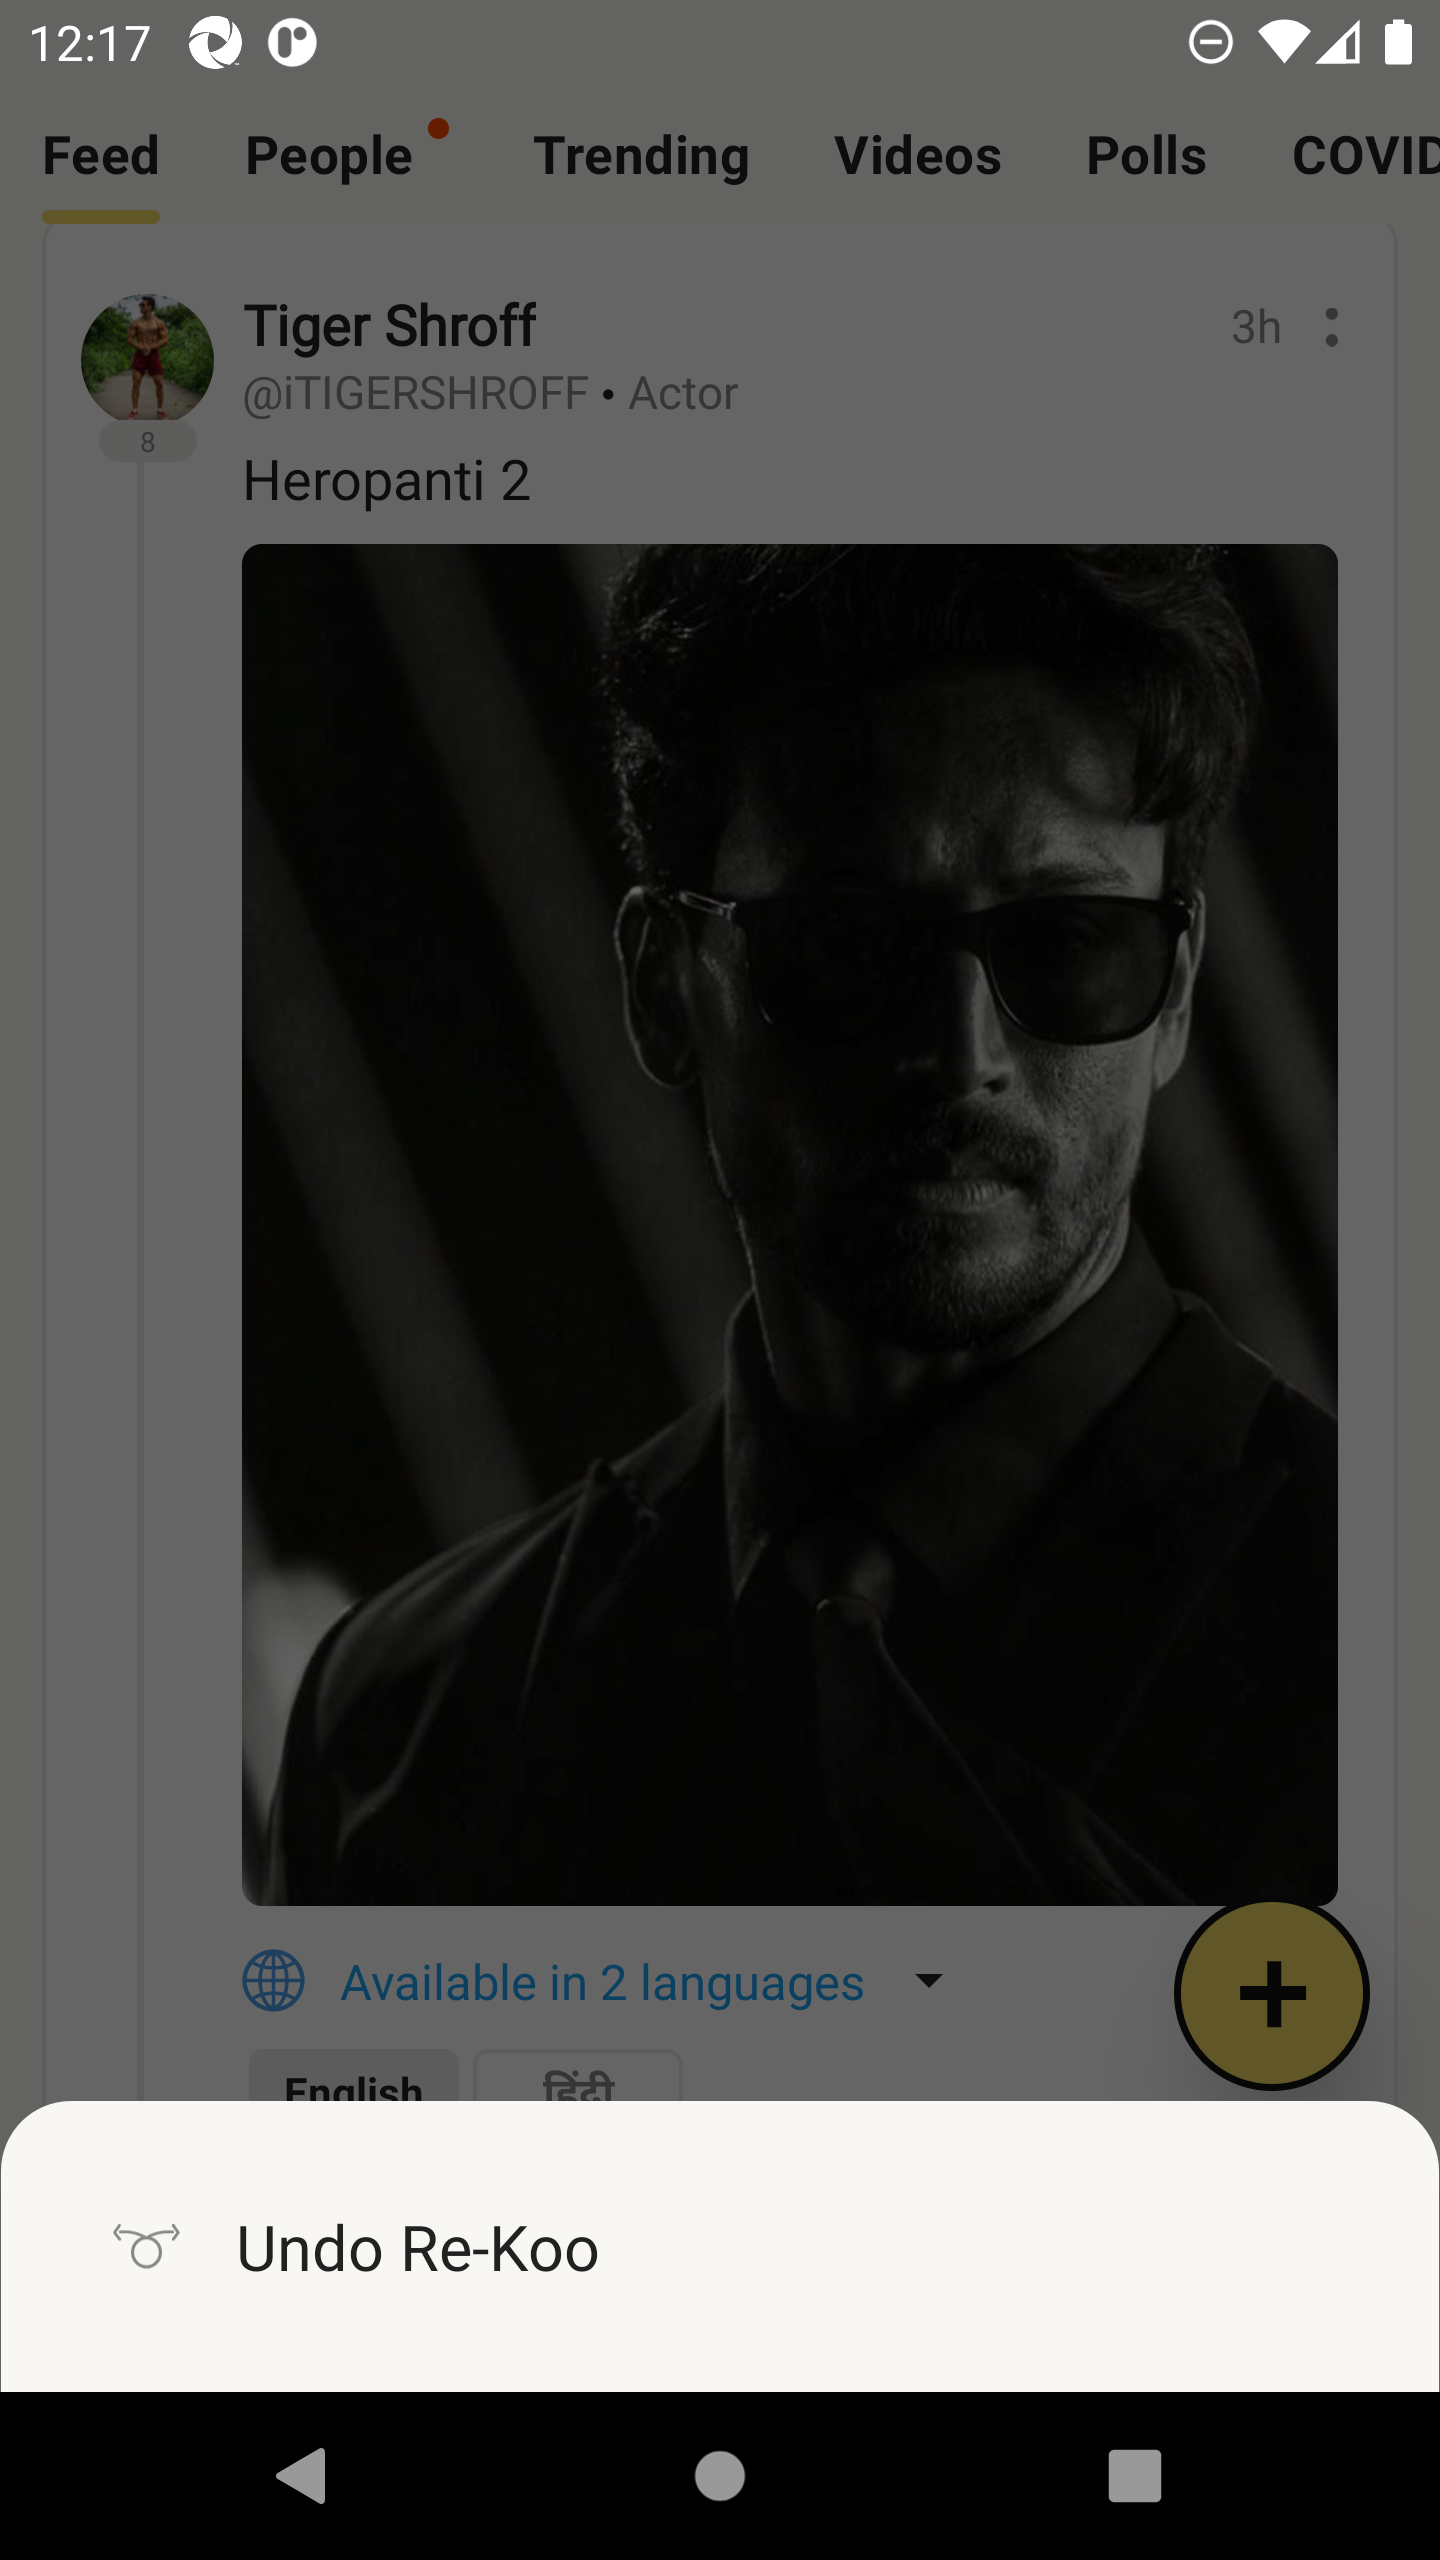 12:17
Feed People Trending Videos Polls COVID
Tiger Shroff 3h
@iTIGERSHROFF • Actor
8
Heropanti 2
Available in 2 languages
English हिंदी
Undo Re-Koo